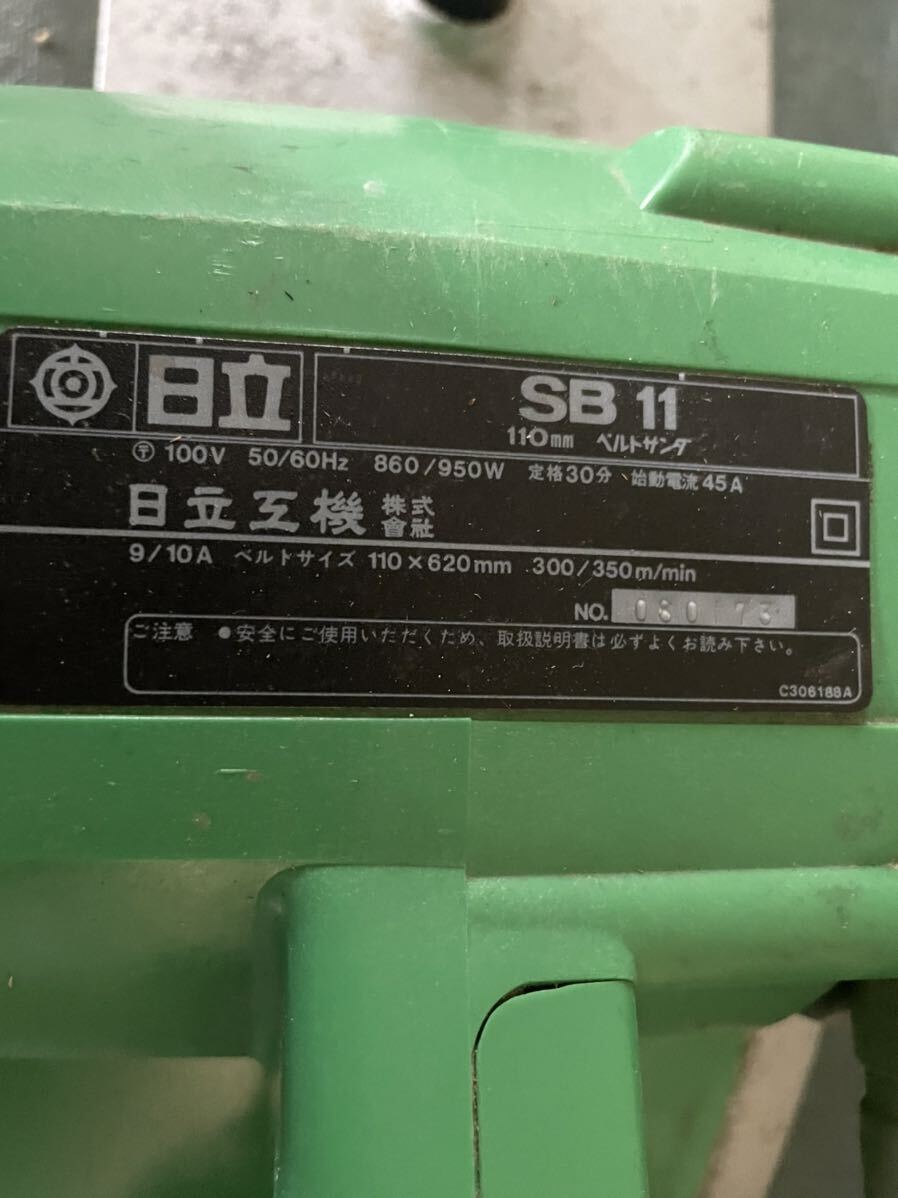 日立
SB 11
110mm ベルトサンダ
〒 100V 50/60Hz 860/950W 定格30分 始動電流45A
日立工機 株式會社
9/10A ベルトサイズ 110×620mm 300/350m/min
NO.
ご注意 ●安全にご使用いただくため、取扱説明書は必ずよくお読み下さい。
C306188A